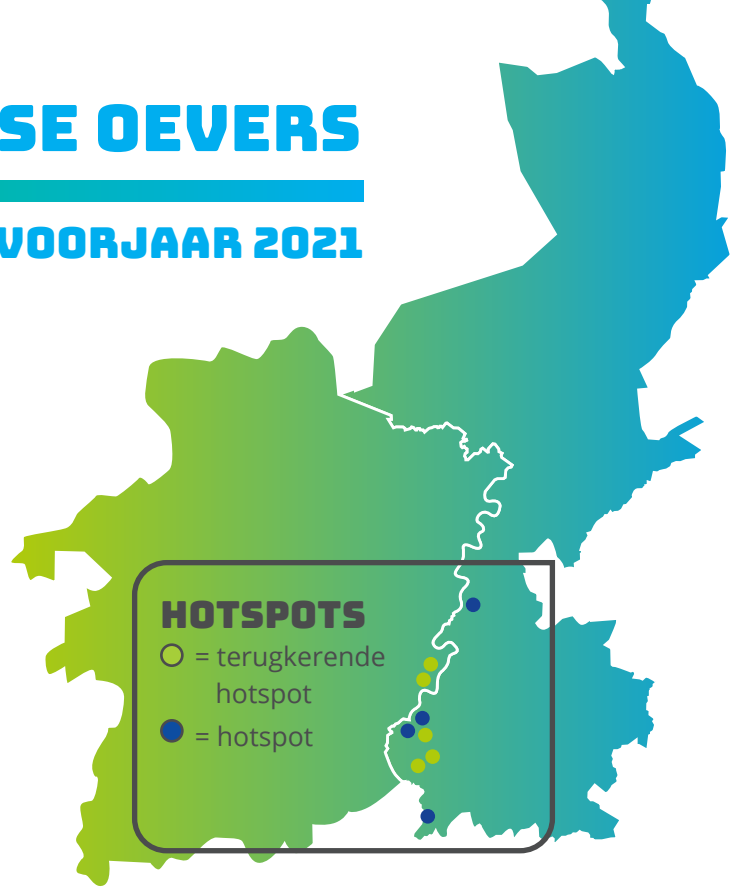 SE OEVERS
VOORJAAR 2021
HOTSPOTS
= terugkerende
hotspot
= hotspot